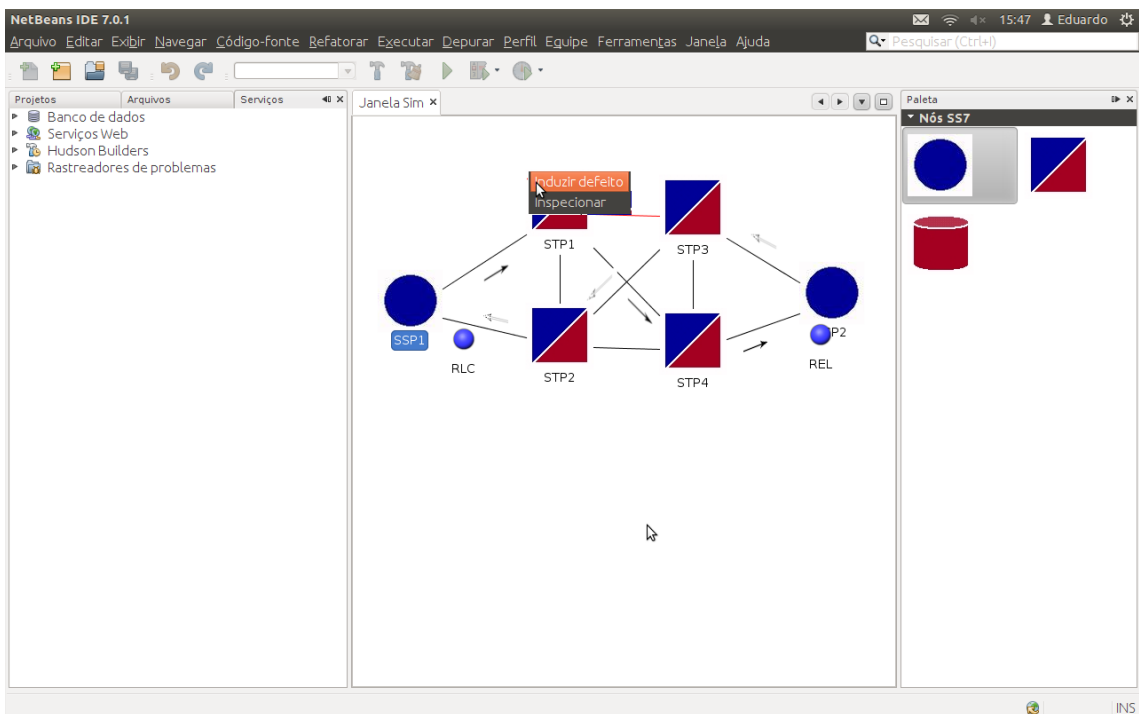 NetBeans IDE 7.0.1
15:47 Eduardo
Arquivo Editar Exibir Navegar Código-fonte Refatorar Executar Depurar Perfil Equipe Ferramentas Janela Ajuda
Pesquisar (Ctrl+I)
Projetos Arquivos Serviços
Janela Sim
Paleta
Banco de dados
Serviços Web
Hudson Builders
Rastreadores de problemas
Nós SS7
Induzir defeito
Inspecionar
STP1
STP3
SSP1
P2
RLC
REL
STP2
STP4
INS